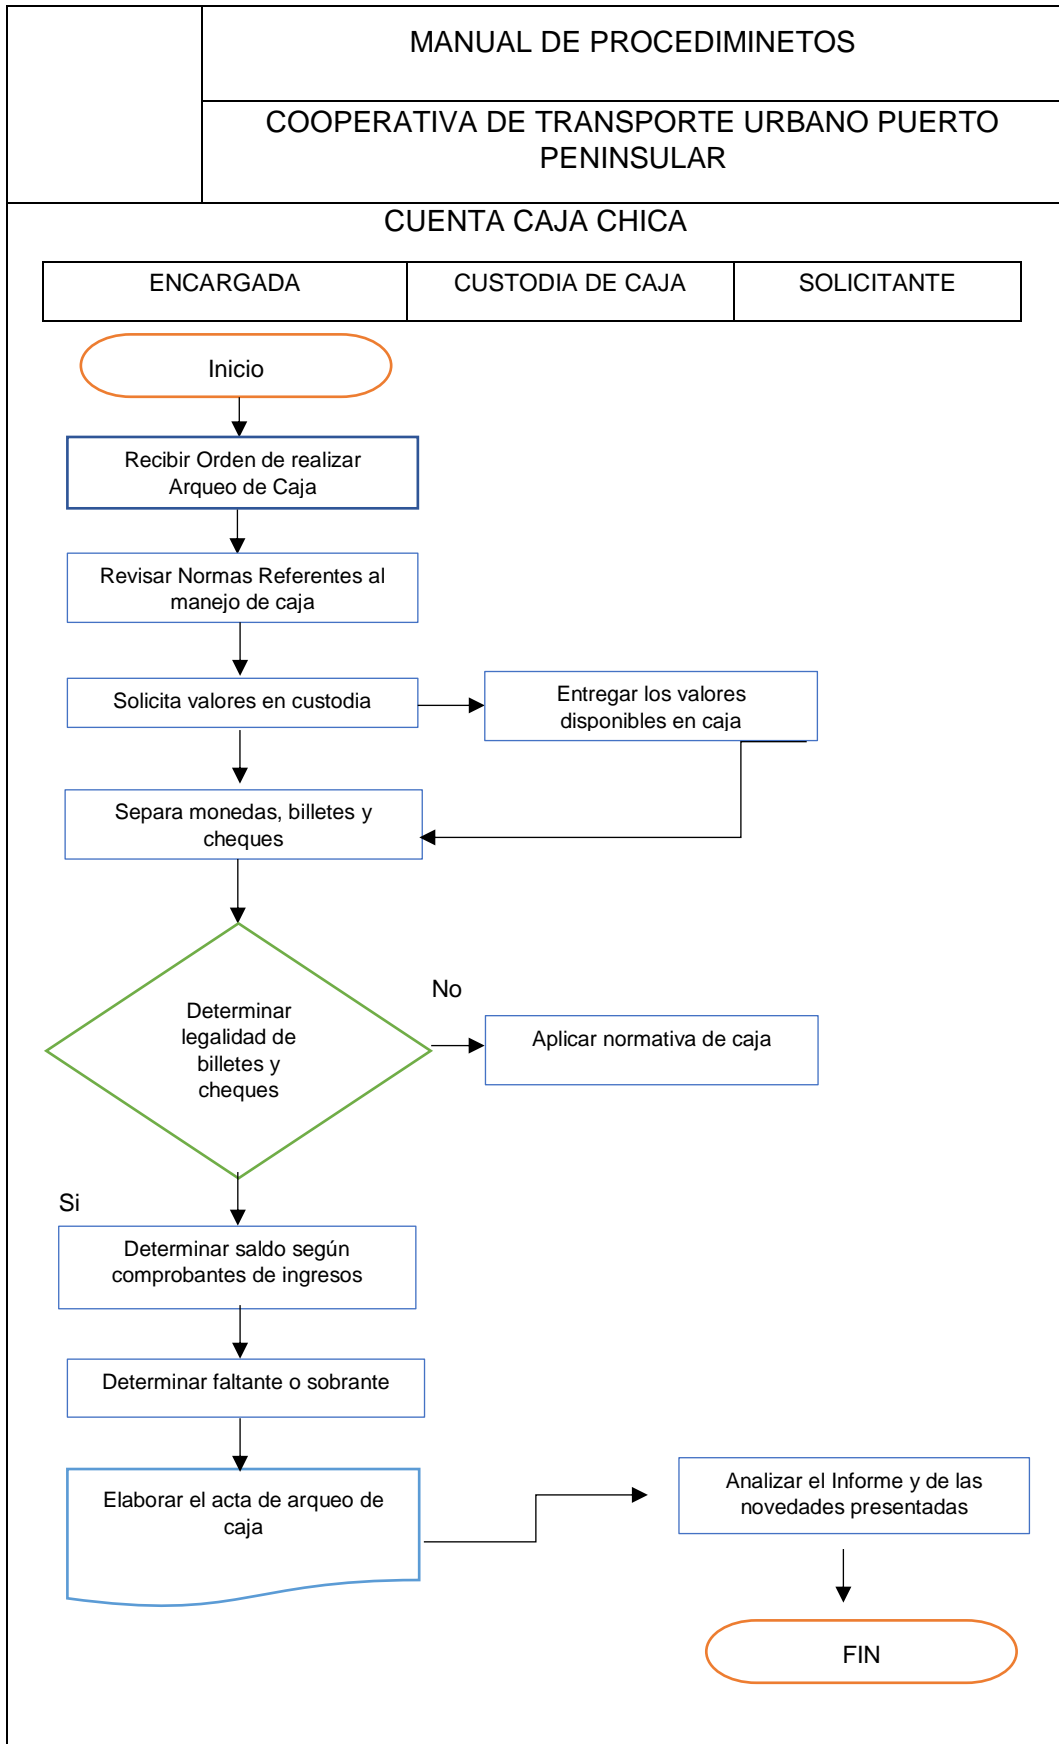 MANUAL DE PROCEDIMINETOS
COOPERATIVA DE TRANSPORTE URBANO PUERTO
PENINSULAR
CUENTA CAJA CHICA
ENCARGADA
CUSTODIA DE CAJA
SOLICITANTE
Inicio
Recibir Orden de realizar
Arqueo de Caja
Revisar Normas Referentes al
manejo de caja
Solicita valores en custodia
Entregar los valores
disponibles en caja
Separa monedas, billetes y
cheques
Determinar
legalidad de
billetes y
cheques
No
Aplicar normativa de caja
Si
Determinar saldo según
comprobantes de ingresos
Determinar faltante o sobrante
Elaborar el acta de arqueo de
caja
Analizar el Informe y de las
novedades presentadas
FIN